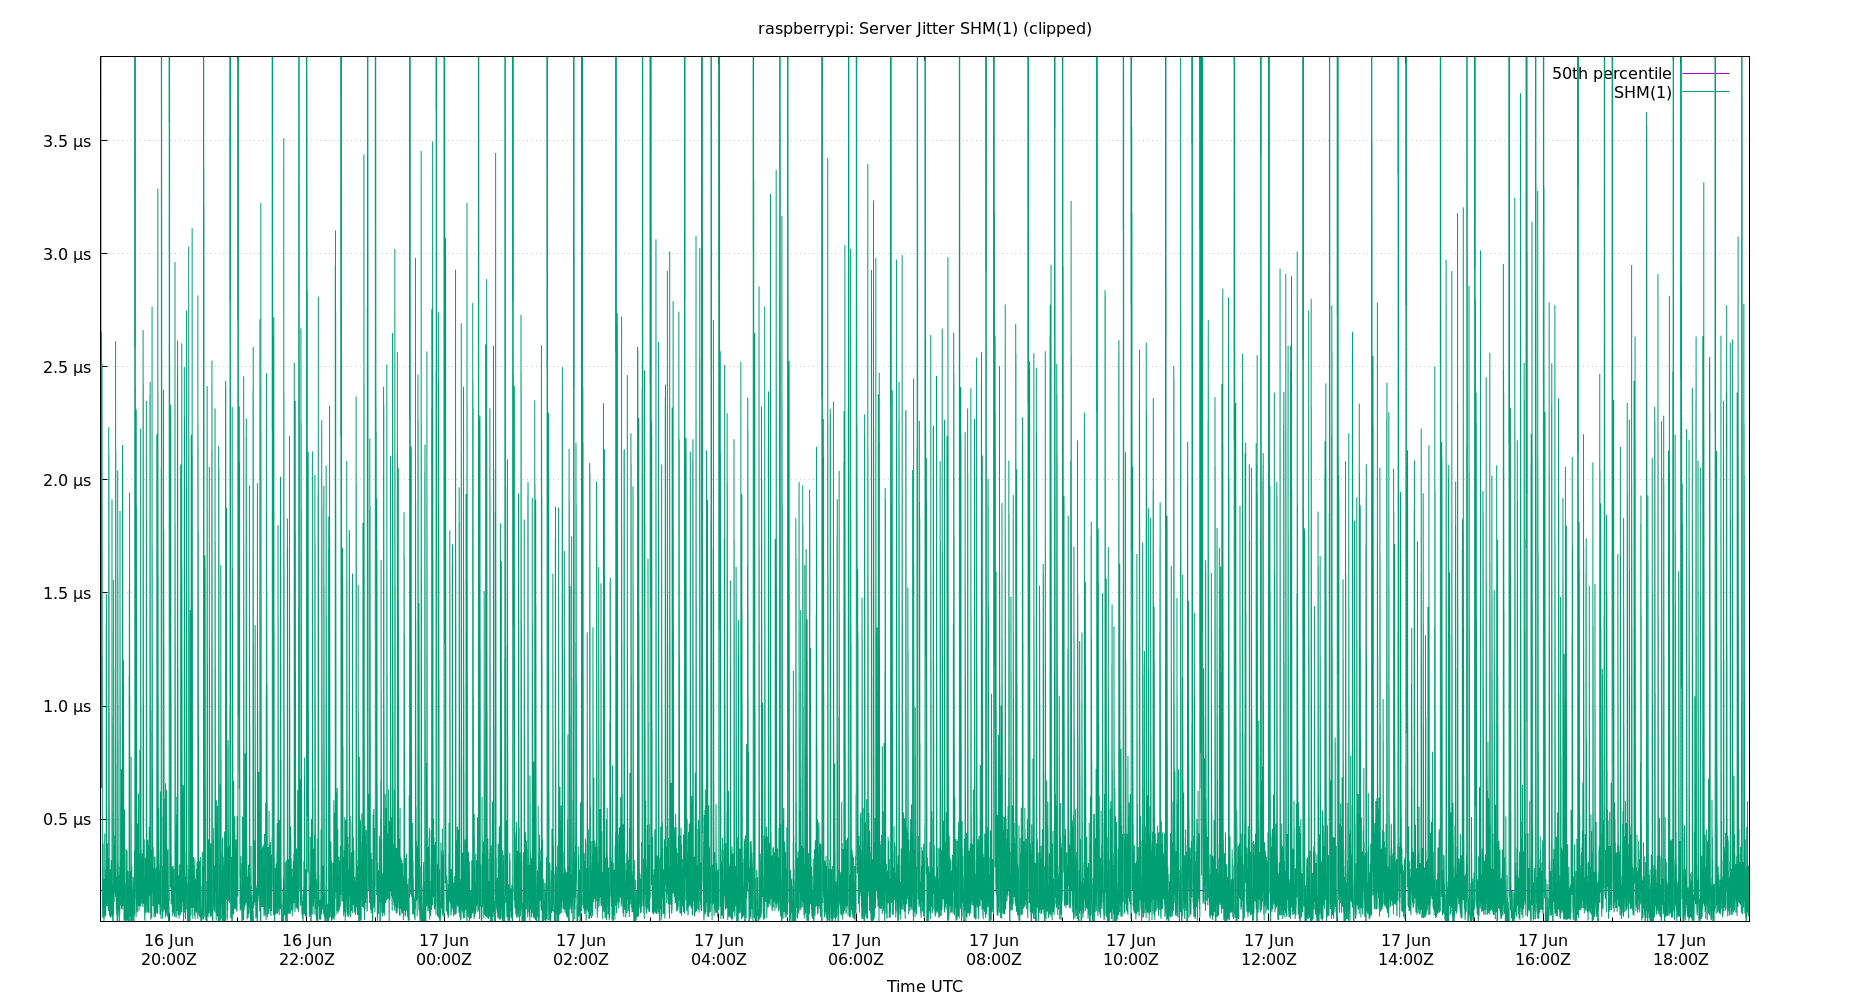 raspberrypi: Server Jitter SHM(1) (clipped)
50th percentile
SHM(1)
3.5 µs
3.0 µs
2.5 µs
2.0 µs
1.5 µs
1.0 µs
0.5 µs
16 Jun 16 Jun 17 Jun 17 Jun 17 Jun 17 Jun 17 Jun 17 Jun 17 Jun 17 Jun 17 Jun 17 Jun
20:00Z 22:00Z 00:00Z 02:00Z 04:00Z 06:00Z 08:00Z 10:00Z 12:00Z 14:00Z 16:00Z 18:00Z
Time UTC